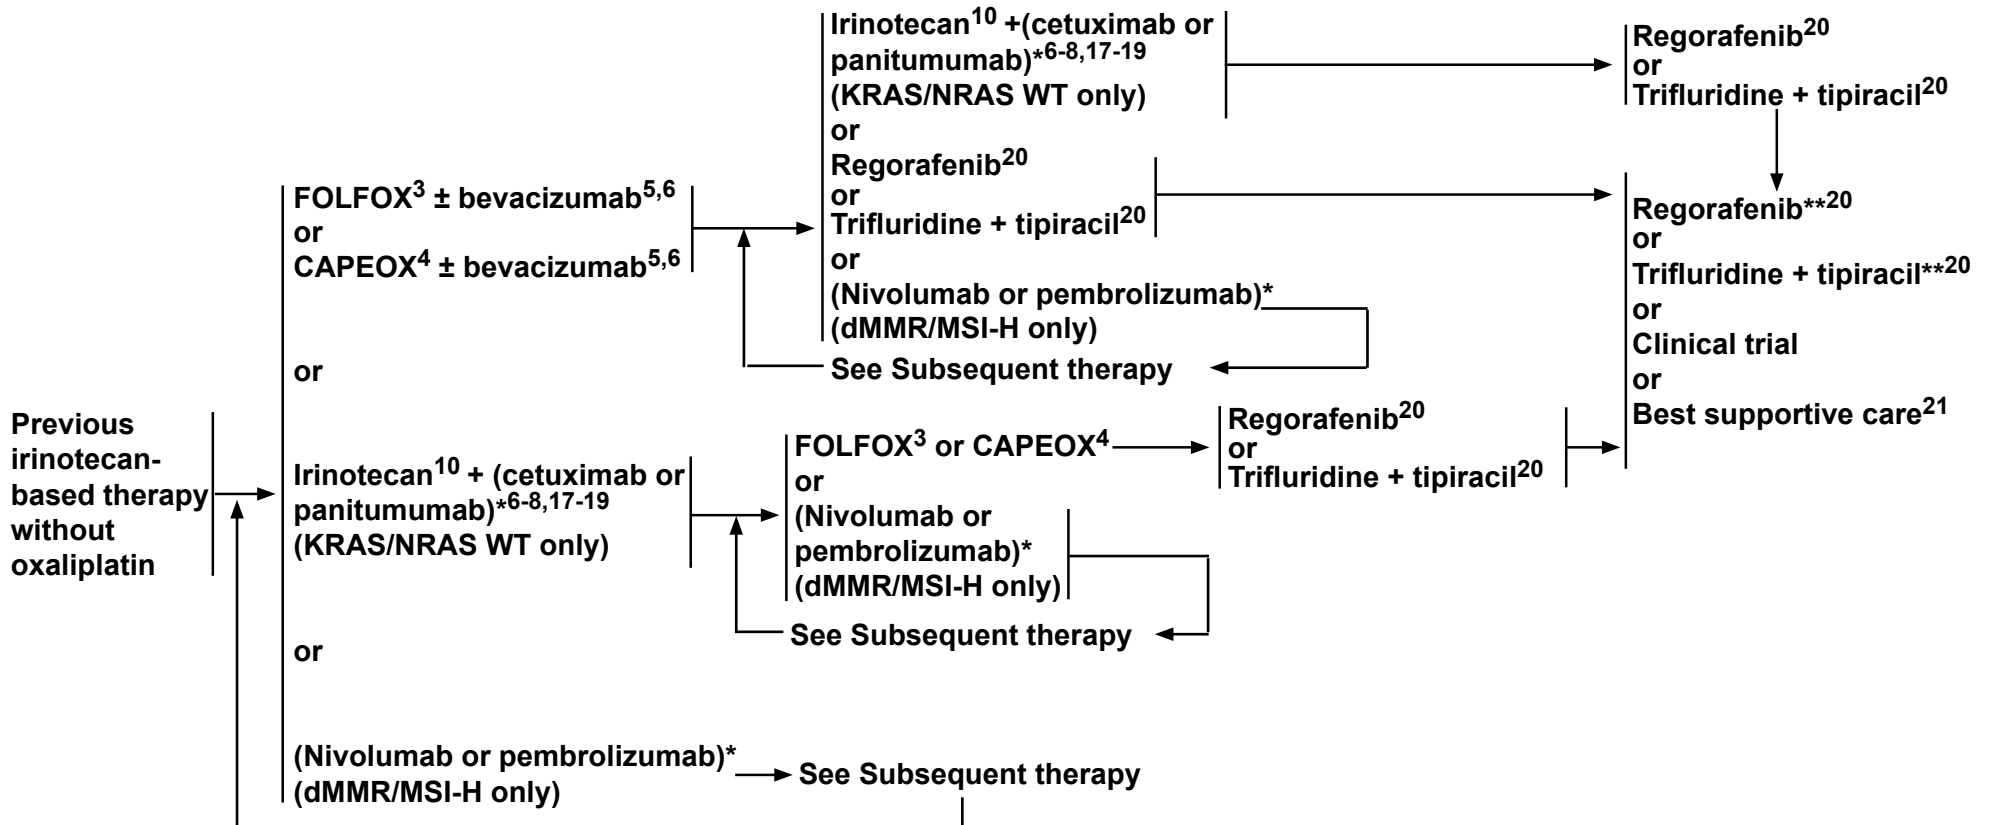 Previous
irinotecan-
based therapy
without
oxaliplatin
FOLFOX3 ± bevacizumab5,6
or
CAPEOX4 ± bevacizumab5,6
or
Irinotecan10 + (cetuximab or
panitumumab)*6-8,17-19
(KRAS/NRAS WT only)
or
(Nivolumab or pembrolizumab)*
(dMMR/MSI-H only)
Irinotecan10 +(cetuximab or
panitumumab)*6-8,17-19
(KRAS/NRAS WT only)
or
Regorafenib20
or
Trifluridine + tipiracil20
or
(Nivolumab or pembrolizumab)*
(dMMR/MSI-H only)
See Subsequent therapy
FOLFOX3 or CAPEOX4
or
(Nivolumab or
pembrolizumab)*
(dMMR/MSI-H only)
See Subsequent therapy
See Subsequent therapy
Regorafenib20
or
Trifluridine + tipiracil20
Regorafenib20
or
Trifluridine + tipiracil20
Regorafenib**20
or
Trifluridine + tipiracil**20
or
Clinical trial
or
Best supportive care21